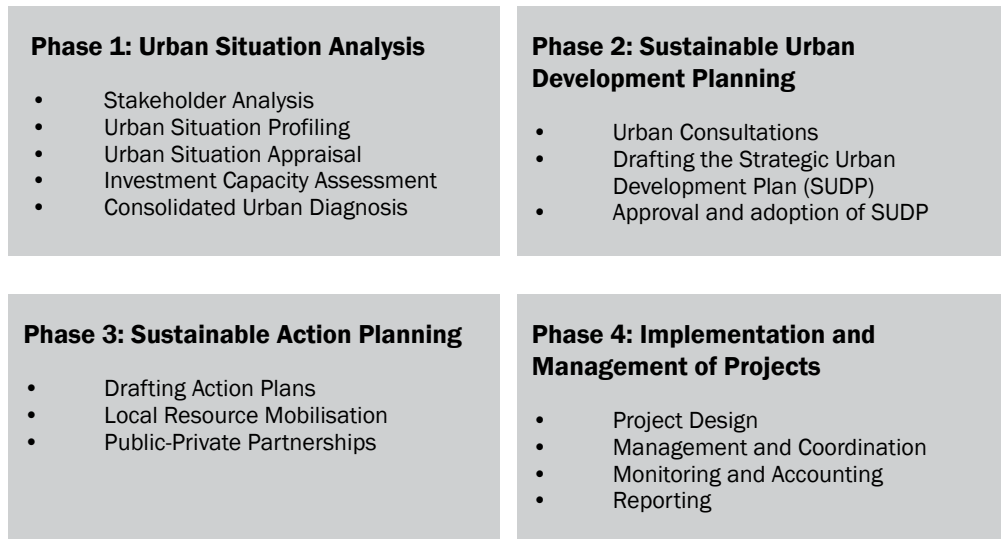 Phase 1: Urban Situation Analysis
• Stakeholder Analysis
• Urban Situation Profiling
• Urban Situation Appraisal
• Investment Capacity Assessment
• Consolidated Urban Diagnosis
Phase 2: Sustainable Urban
Development Planning
• Urban Consultations
• Drafting the Strategic Urban
Development Plan (SUDP)
• Approval and adoption of SUDP
Phase 3: Sustainable Action Planning
• Drafting Action Plans
• Local Resource Mobilisation
• Public-Private Partnerships
Phase 4: Implementation and
Management of Projects
• Project Design
• Management and Coordination
• Monitoring and Accounting
• Reporting